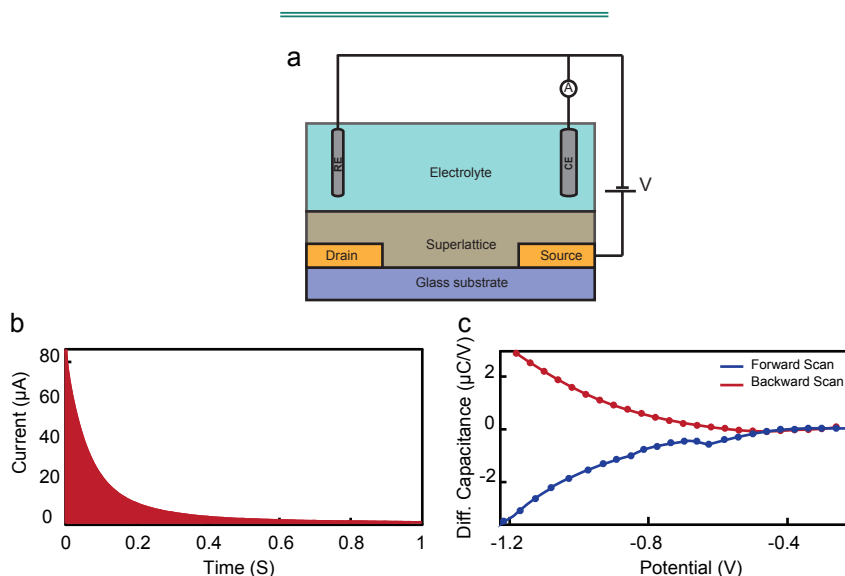 a
A
RE
CE
Electrolyte
V
Superlattice
Drain
Source
Glass substrate
b
c
80
60
40
20
0
Current (µA)
0
0.2
0.4
0.6
0.8
1
Time (S)
Forward Scan
Backward Scan
2
0
-2
Diff. Capacitance (µC/V)
-1.2
-0.8
-0.4
Potential (V)